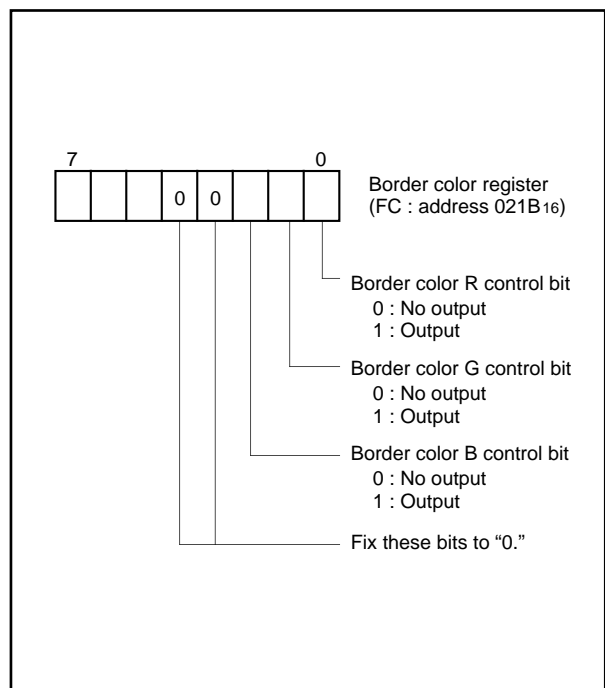 7 0
0 0
Border color register
(FC : address 021B16)
Border color R control bit
0 : No output
1 : Output
Border color G control bit
0 : No output
1 : Output
Border color B control bit
0 : No output
1 : Output
Fix these bits to “0.”